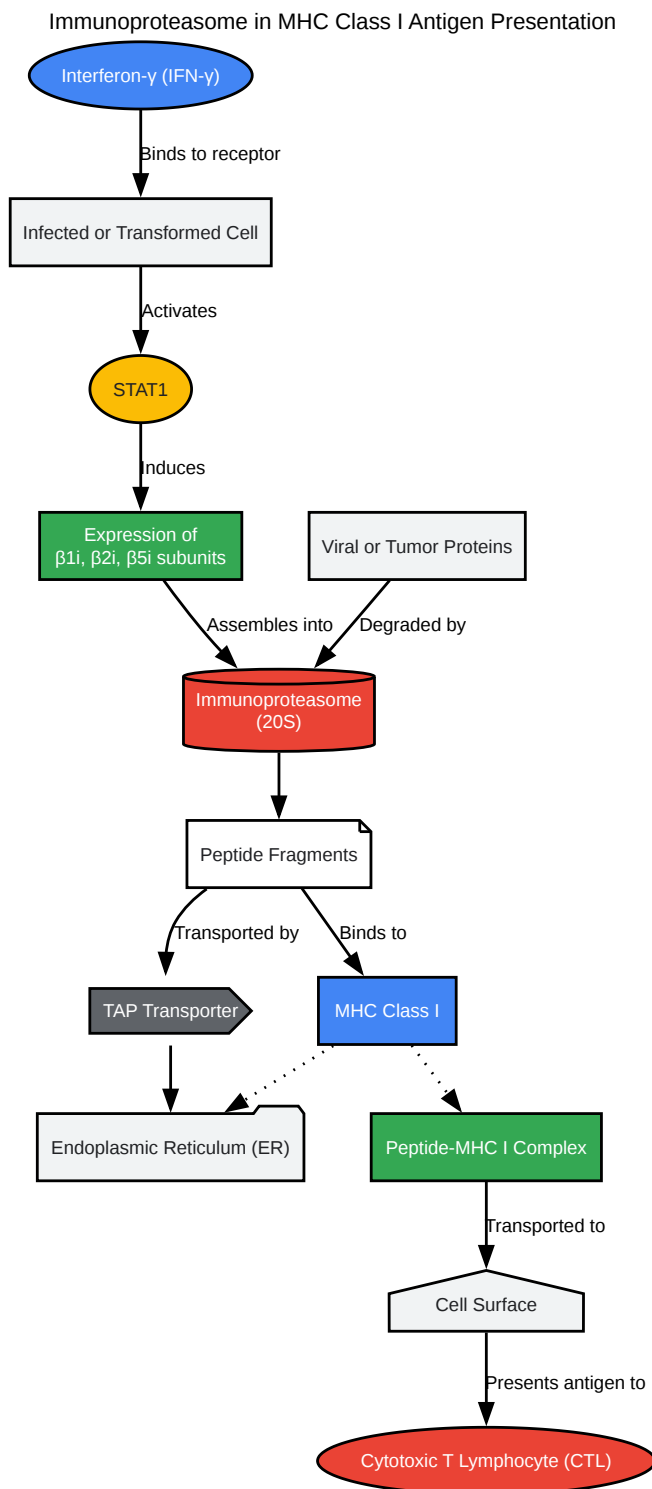 Immunoproteasome in MHC Class I Antigen Presentation
Interferon-γ (IFN-γ)
Binds to receptor
Infected or Transformed Cell
Activates
STAT1
Induces
Expression of
β1i, β2i, β5i subunits
Viral or Tumor Proteins
Assembles into
Degraded by
Immunoproteasome
(20S)
Peptide Fragments
Transported by
Binds to
TAP Transporter
MHC Class I
Endoplasmic Reticulum (ER)
Peptide-MHC I Complex
Transported to
Cell Surface
Presents antigen to
Cytotoxic T Lymphocyte (CTL)